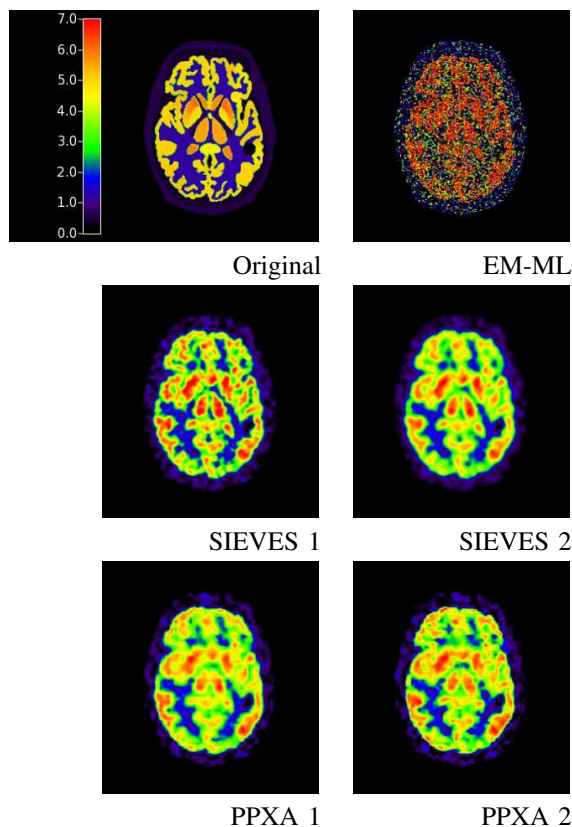 7.0
6.0
5.0
4.0
3.0
2.0
1.0
0.0
Original
EM-ML
SIEVES 1
SIEVES 2
PPXA 1
PPXA 2